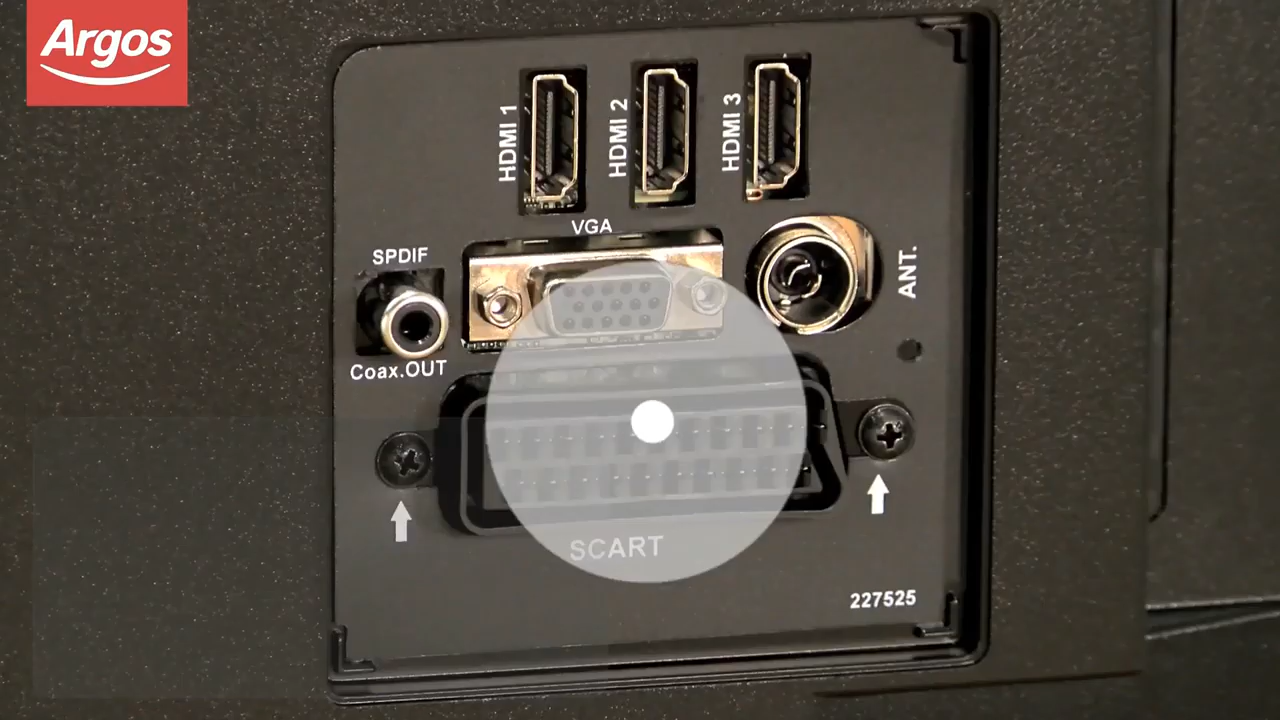 Argos
HDMI 1
HDMI 2
HDMI 3
VGA
SPDIF
ANT.
Coax.OUT
SCART
227525